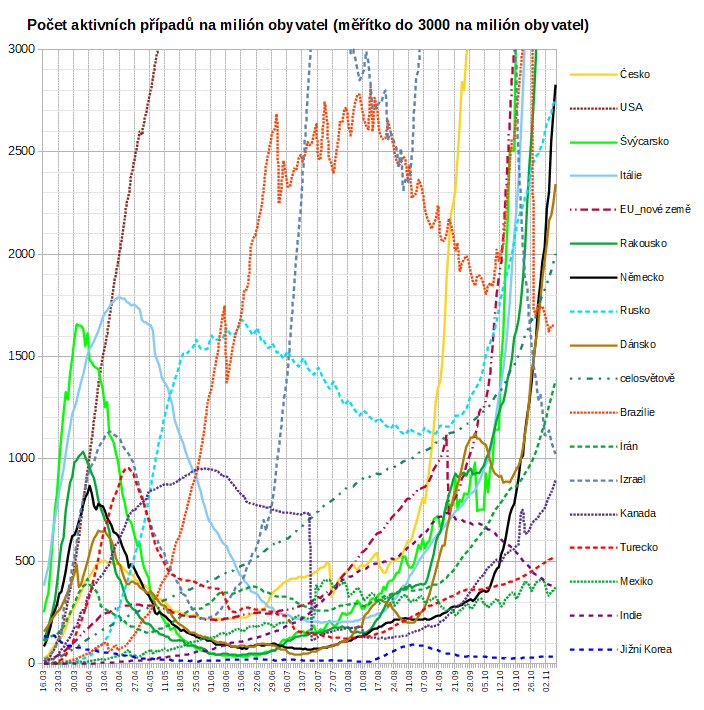 Počet aktivních případů na milión obyvatel (měřítko do 3000 na milión obyvatel)
3000
2500
2000
1500
1000
500
0
16.03
23.03
30.03
06.04
13.04
20.04
27.04
04.05
11.05
18.05
25.05
01.06
08.06
15.06
22.06
29.06
06.07
13.07
20.07
27.07
03.08
10.08
17.08
24.08
31.08
07.09
14.09
21.09
28.09
05.10
12.10
19.10
26.10
02.11
Česko
USA
Švýcarsko
Itálie
EU_nové země
Rakousko
Německo
Rusko
Dánsko
celosvětově
Brazílie
Írán
Izrael
Kanada
Turecko
Mexiko
Indie
Jižní Korea